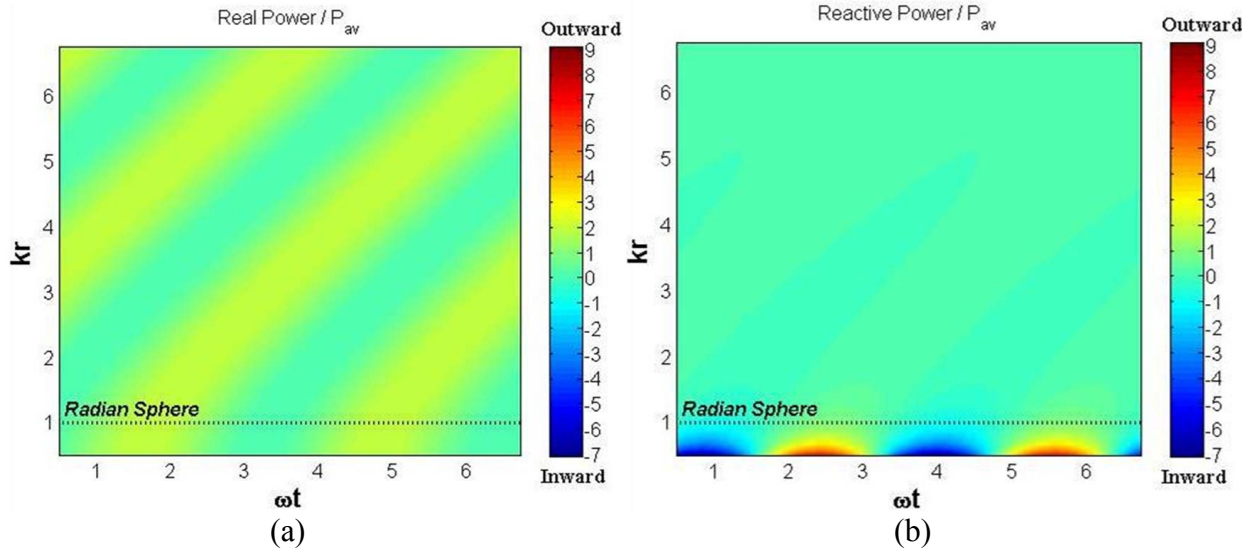 Real Power / P_av
Outward
9
8
7
6
5
4
3
2
1
0
-1
-2
-3
-4
-5
-6
-7
Inward
kr
6
5
4
3
2
1
Radian Sphere
1 2 3 4 5 6
ωt
(a)
Reactive Power / P_av
Outward
9
8
7
6
5
4
3
2
1
0
-1
-2
-3
-4
-5
-6
-7
Inward
kr
6
5
4
3
2
1
Radian Sphere
1 2 3 4 5 6
ωt
(b)